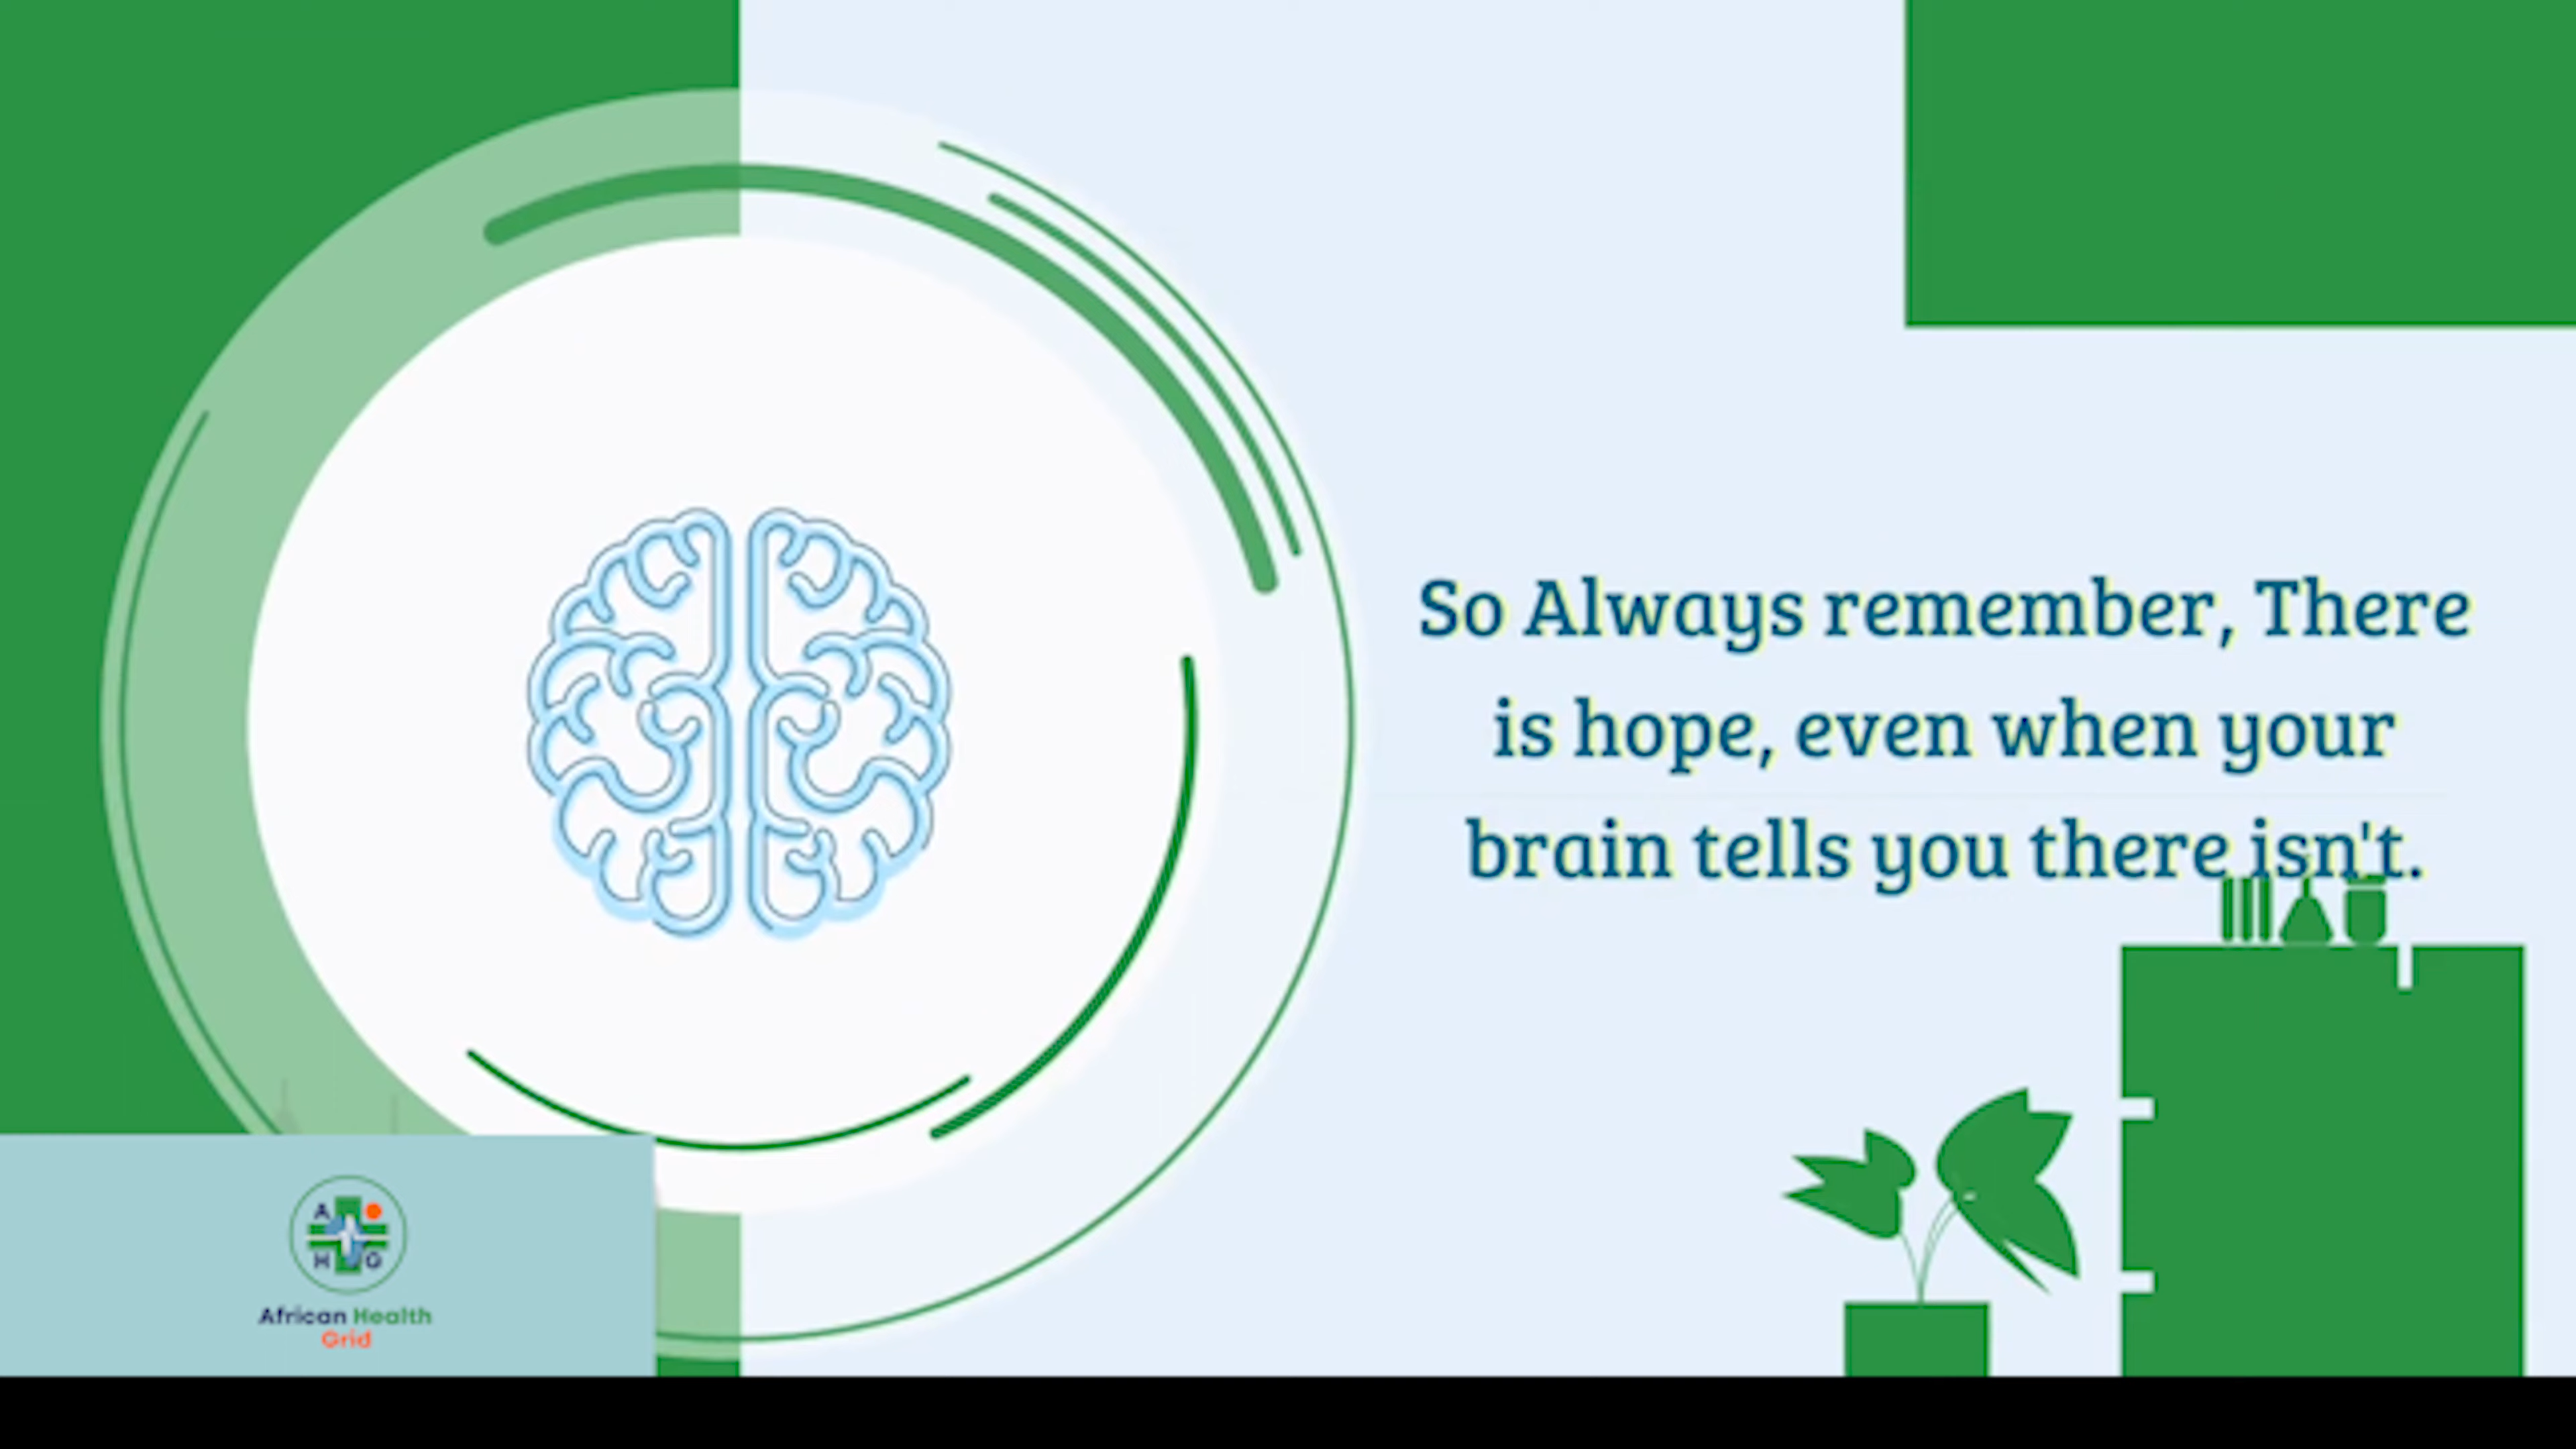 So Always remember, There
is hope, even when your
brain tells you there isn't.
A
H G
African Health
Grid